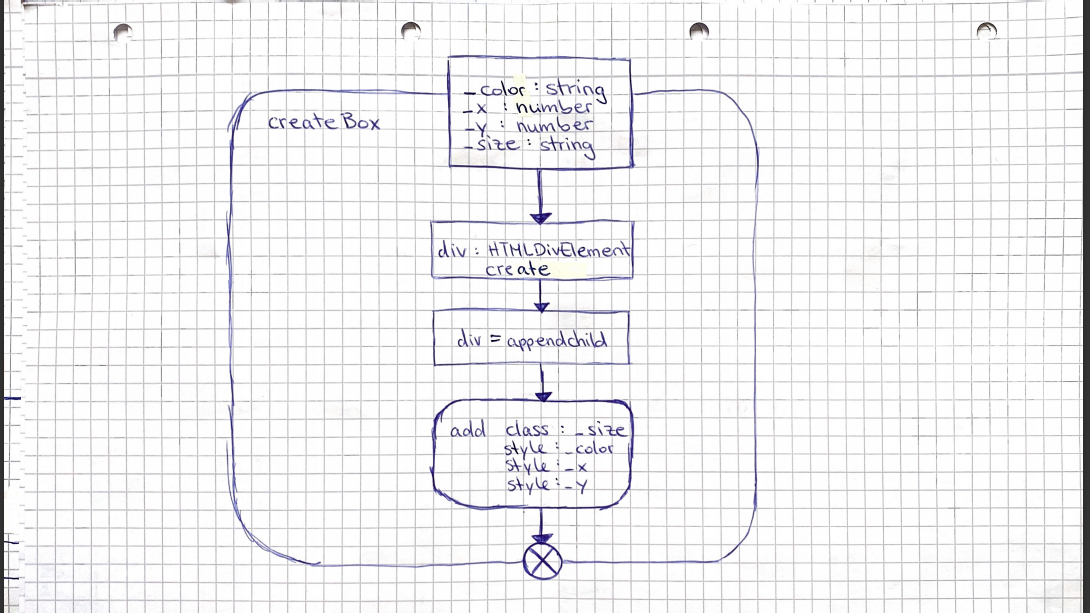 createBox
_color : string
_x : number
_y : number
_size : string
div : HTMLDivElement
create
div = appendchild
add class : _size
style : _color
style : _x
style : _y